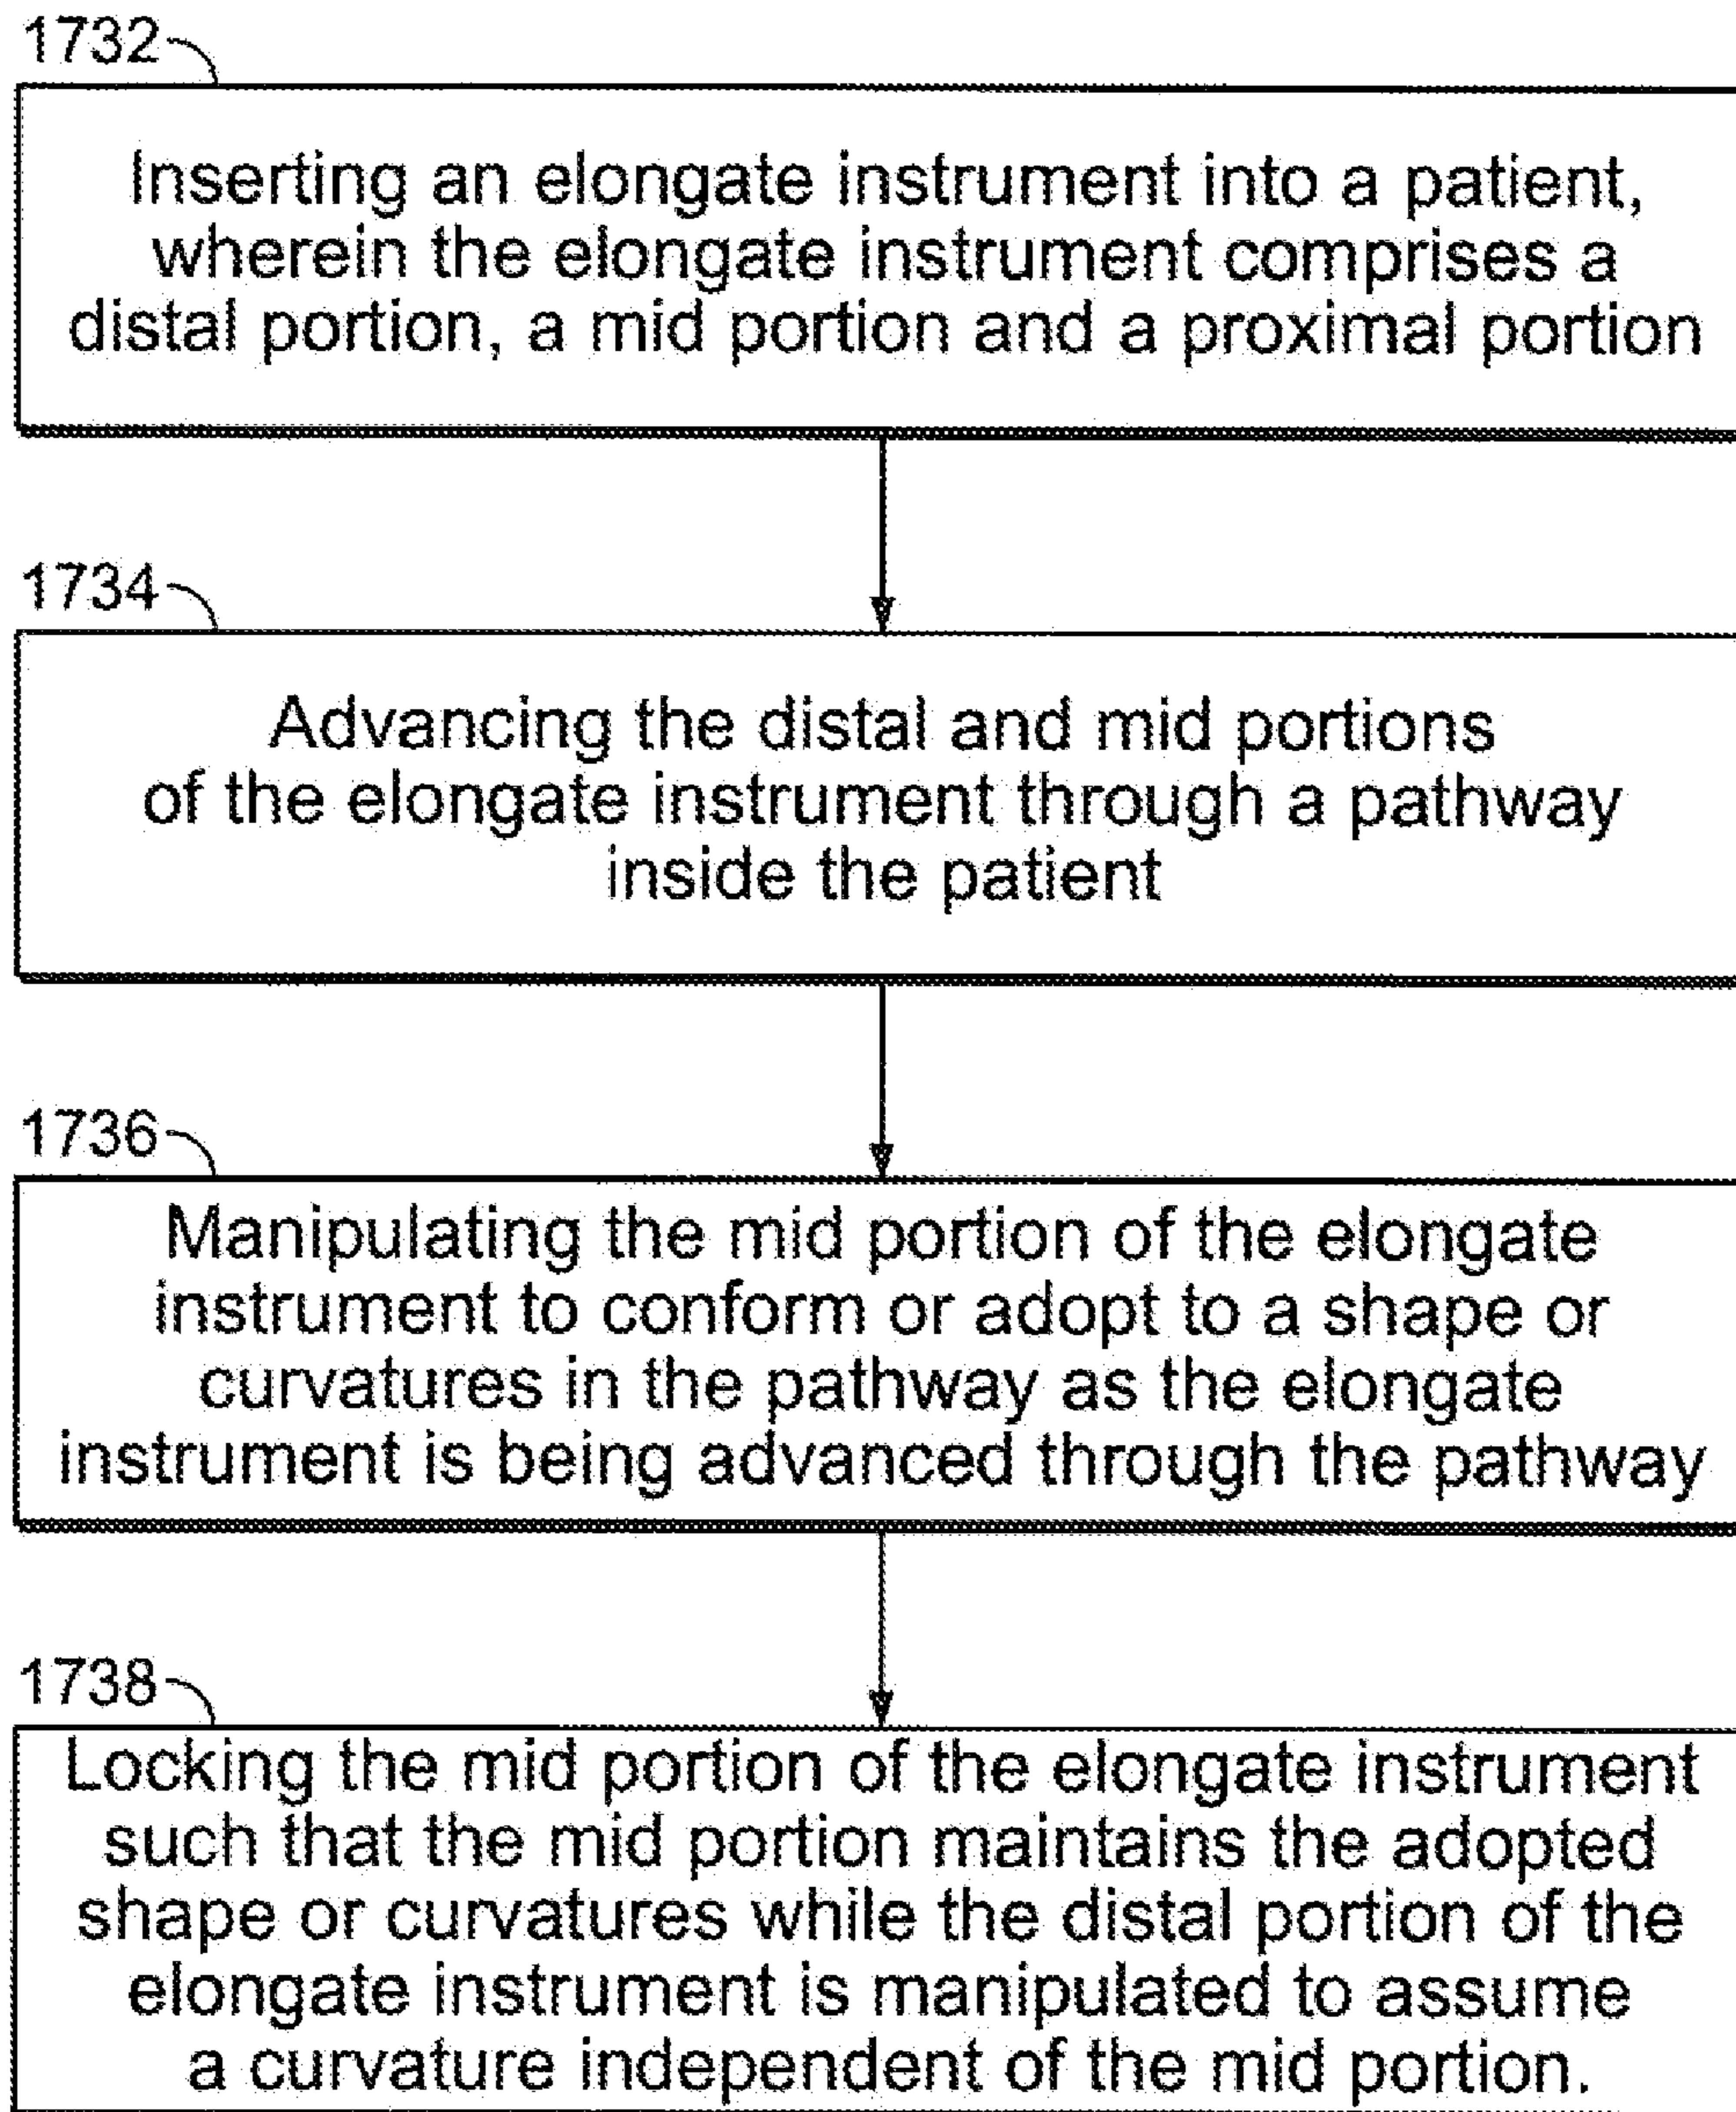 1732
Inserting an elongate instrument into a patient,
wherein the elongate instrument comprises a
distal portion, a mid portion and a proximal portion
1734
Advancing the distal and mid portions
of the elongate instrument through a pathway
inside the patient
1736
Manipulating the mid portion of the elongate
instrument to conform or adopt to a shape or
curvatures in the pathway as the elongate
instrument is being advanced through the pathway
1738
Locking the mid portion of the elongate instrument
such that the mid portion maintains the adopted
shape or curvatures while the distal portion of the
elongate instrument is manipulated to assume
a curvature independent of the mid portion.